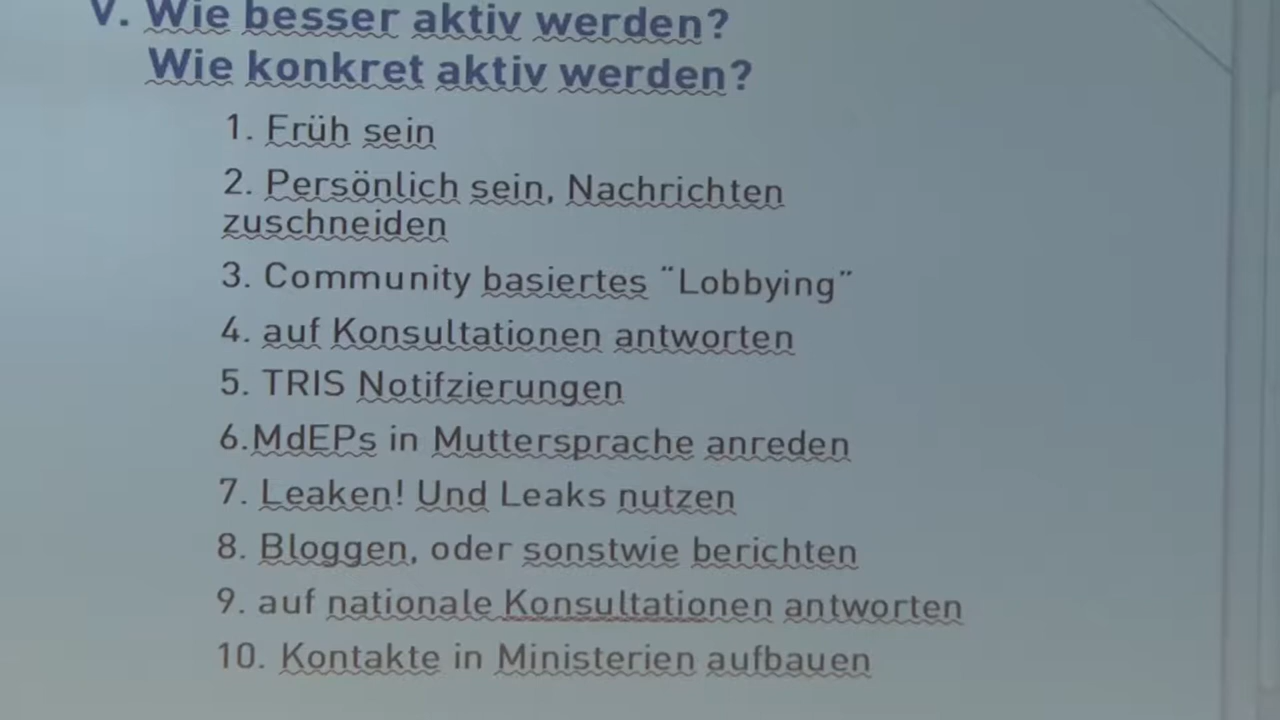 V. Wie besser aktiv werden?
Wie konkret aktiv werden?
1. Früh sein
2. Persönlich sein, Nachrichten
zuschneiden
3. Community basiertes “Lobbying”
4. auf Konsultationen antworten
5. TRIS Notifzierungen
6.MdEPs in Muttersprache anreden
7. Leaken! Und Leaks nutzen
8. Bloggen, oder sonstwie berichten
9. auf nationale Konsultationen antworten
10. Kontakte in Ministerien aufbauen